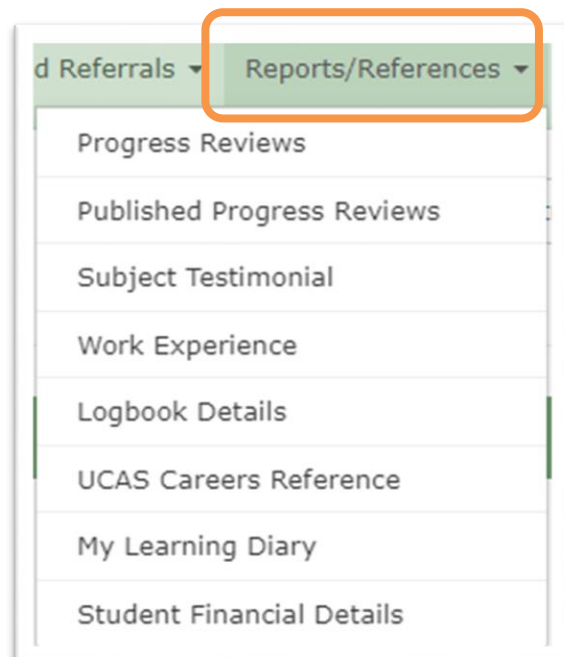 d Referrals Reports/References
Progress Reviews
Published Progress Reviews
Subject Testimonial
Work Experience
Logbook Details
UCAS Careers Reference
My Learning Diary
Student Financial Details